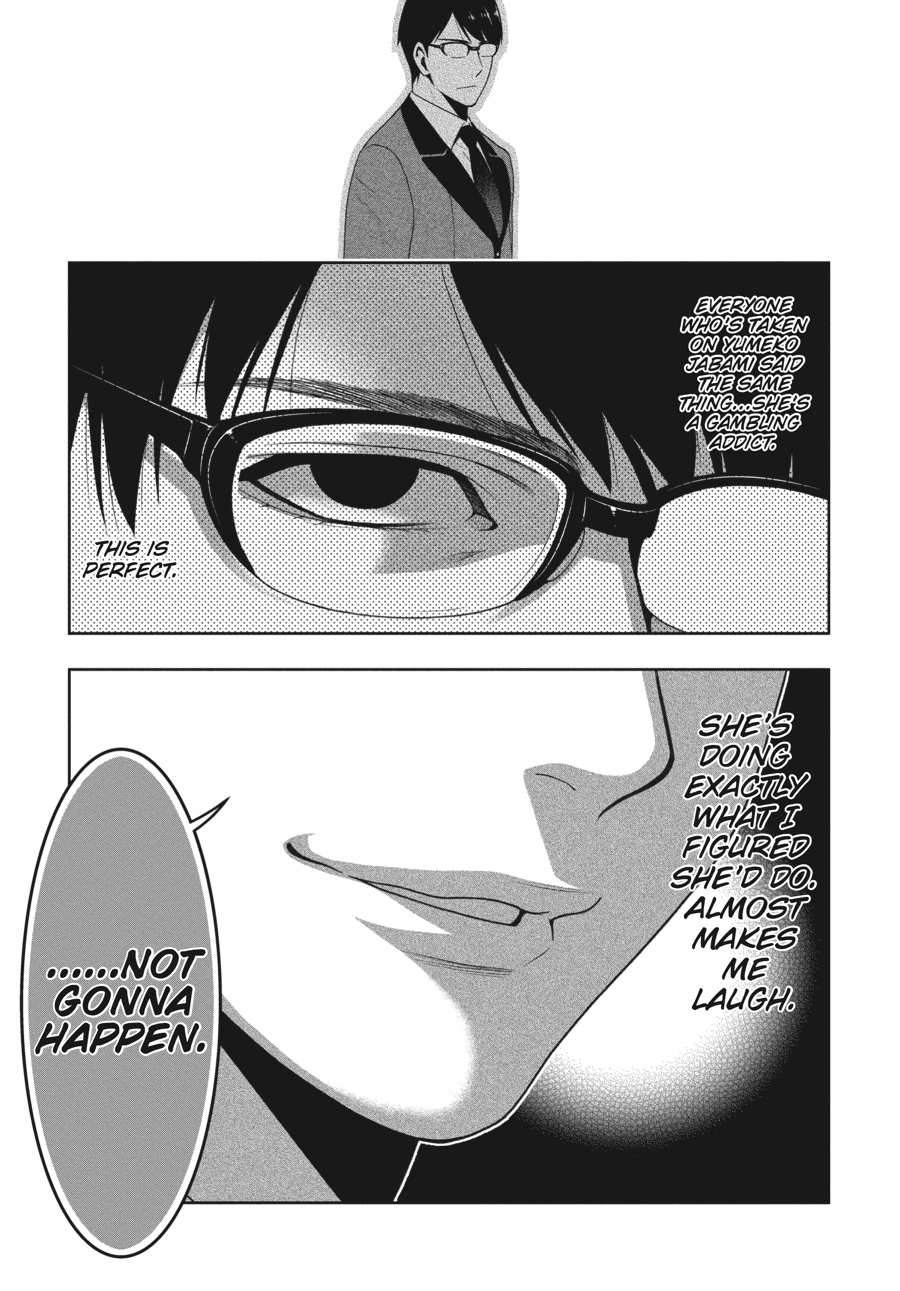 EVERYONE
WHO'S TAKEN
ON YUMEKO
JABAMI SAID
THE SAME
THING...SHE'S
A GAMBLING
ADDICT.
THIS IS
PERFECT.
SHE'S
DOING
EXACTLY
WHAT I
FIGURED
SHE'D DO.
ALMOST
MAKES
ME
LAUGH.
......NOT
GONNA
HAPPEN.